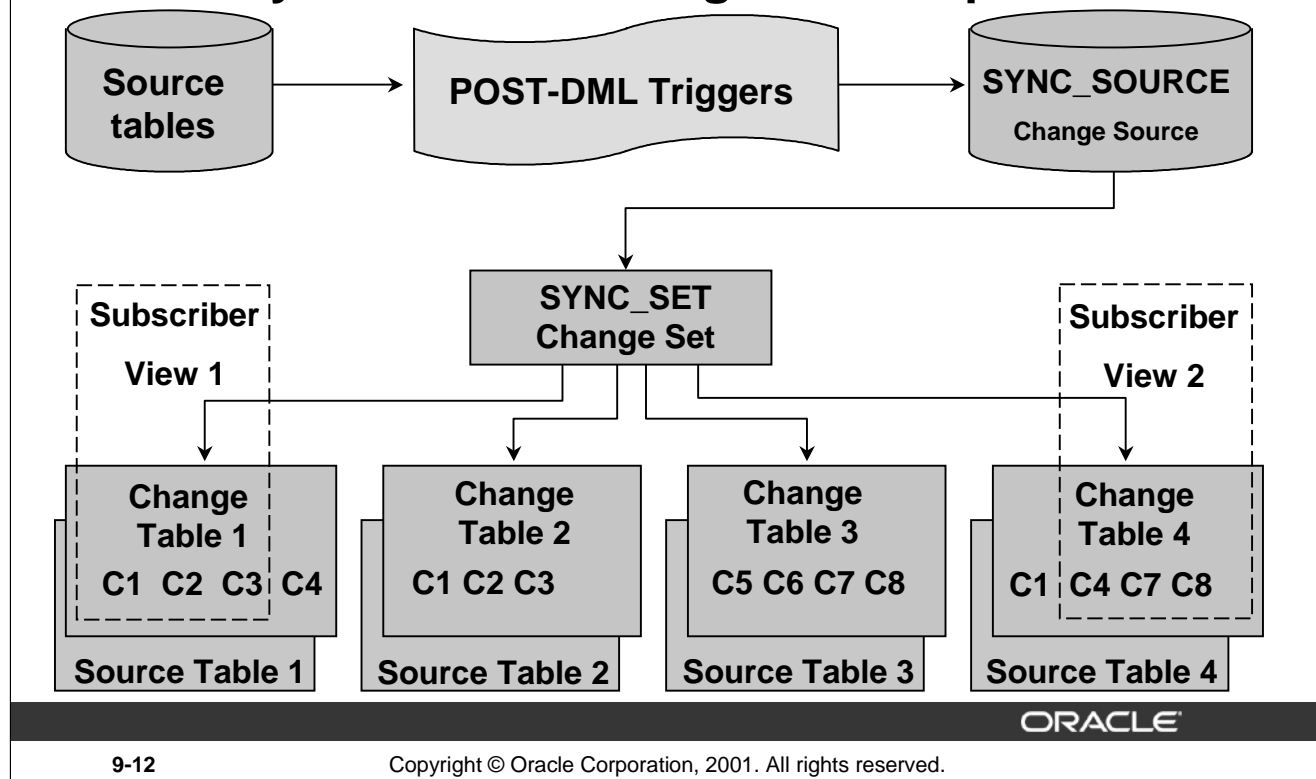 Source
tables
POST-DML Triggers
SYNC_SOURCE
Change Source
SYNC_SET
Change Set
Subscriber
View 1
Subscriber
View 2
Change
Table 1
C1 C2 C3 C4
Source Table 1
Change
Table 2
C1 C2 C3
Source Table 2
Change
Table 3
C5 C6 C7 C8
Source Table 3
Change
Table 4
C1 C4 C7 C8
Source Table 4
ORACLE
9-12
Copyright © Oracle Corporation, 2001. All rights reserved.